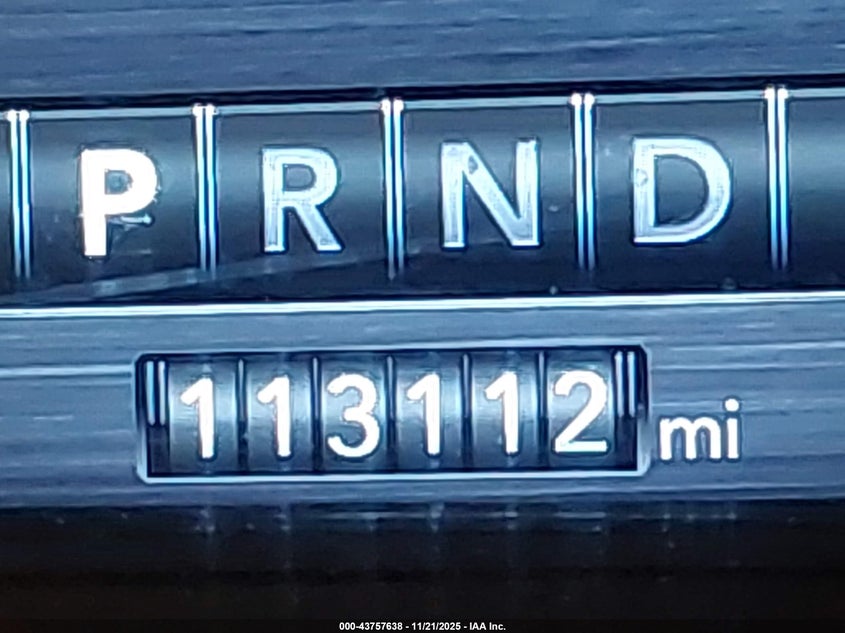 P R N D
113112 mi
000-43757638 - 11/21/2025 - IAA Inc.